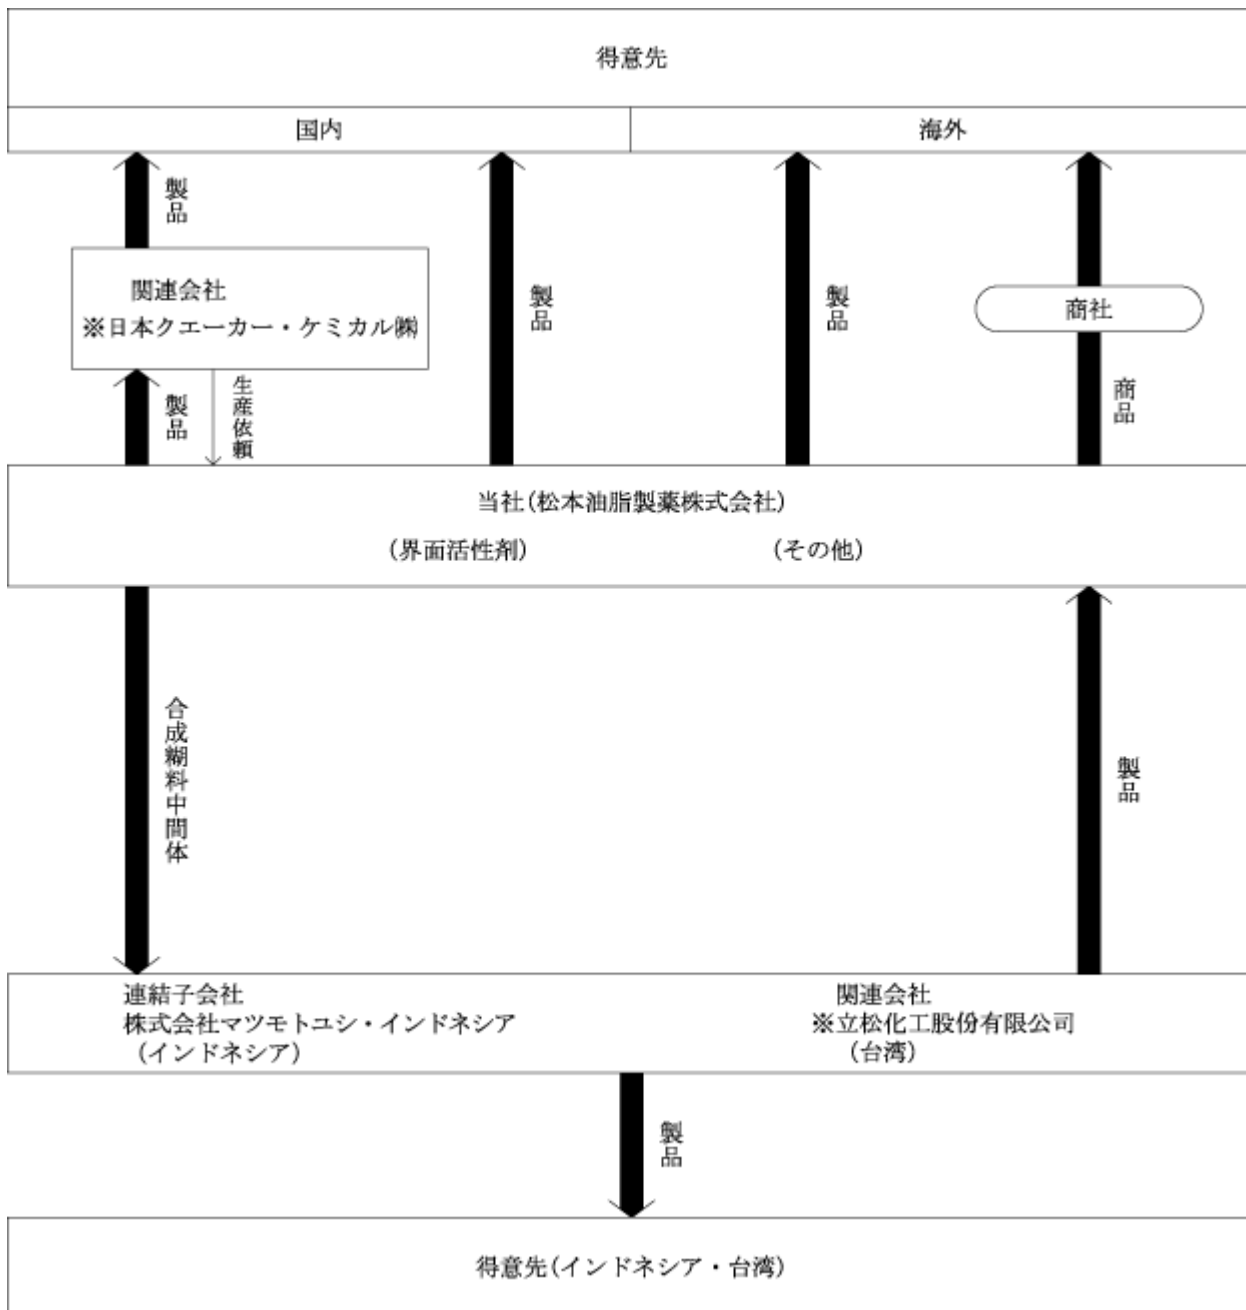 得意先
国内
海外
製品
関連会社
※日本クエーカー・ケミカル㈱
製品
製品
商社
製品
生産依頼
商品
当社(松本油脂製薬株式会社)
(界面活性剤)
(その他)
合成糊料中間体
製品
連結子会社
株式会社マツモトユシ・インドネシア
(インドネシア)
関連会社
※立松化工股份有限公司
(台湾)
製品
得意先(インドネシア・台湾)